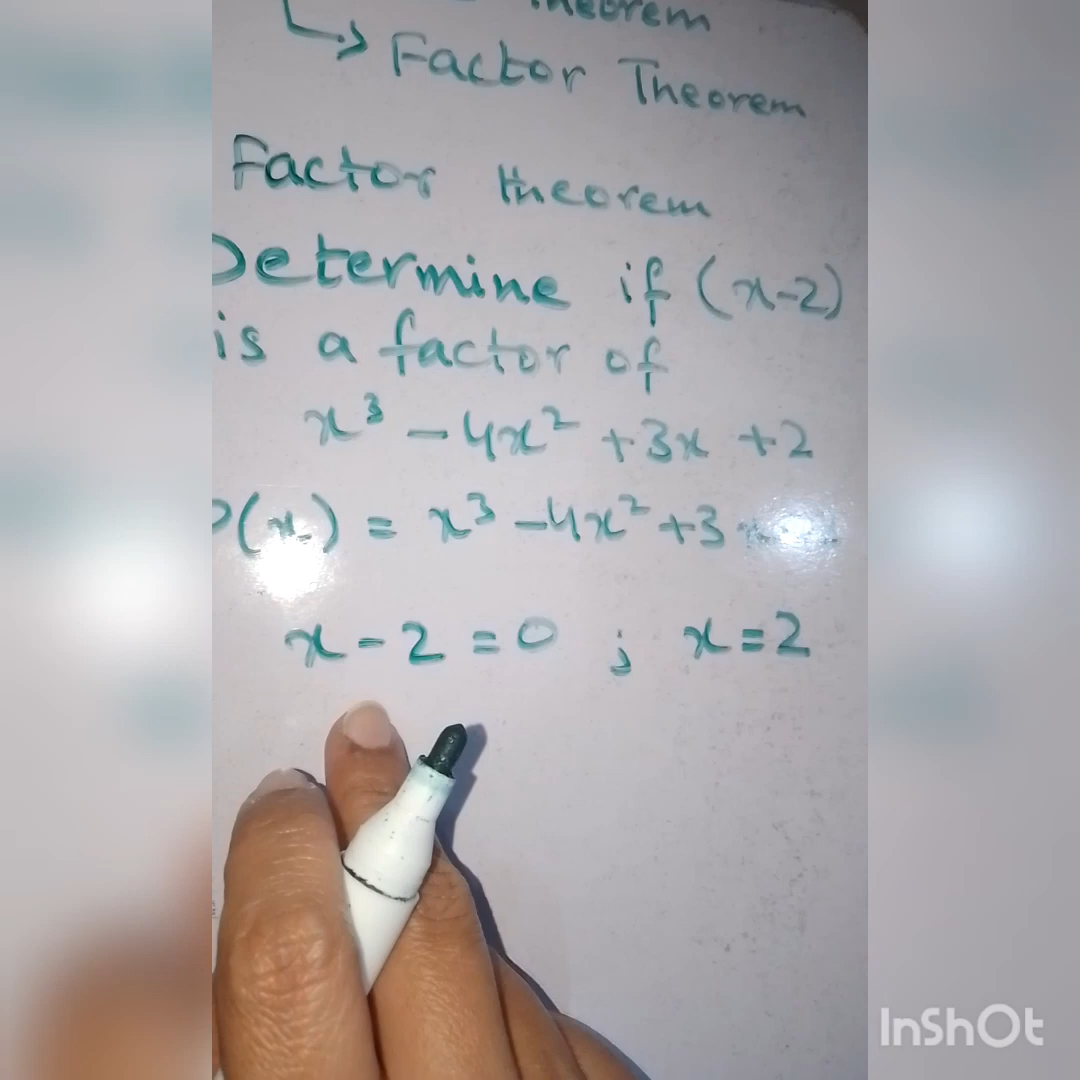 Theorem
↳ Factor Theorem
Factor theorem
Determine if (x-2)
is a factor of
x³ - 4x² + 3x + 2
P(x) = x³ - 4x² + 3
x - 2 = 0 ; x = 2
InShOt